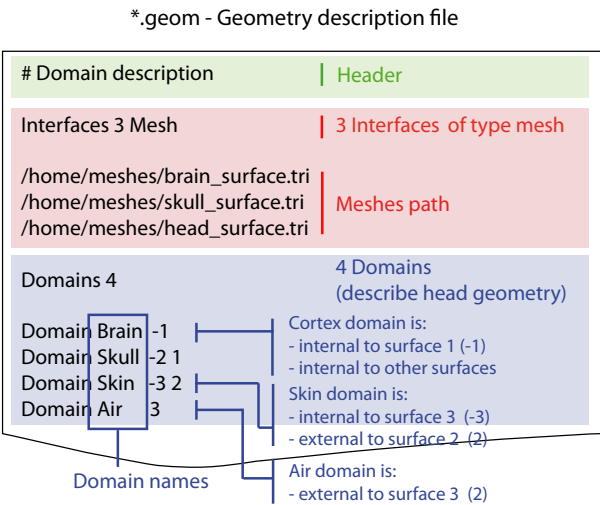 *.geom - Geometry description file
# Domain description
Header
Interfaces 3 Mesh
3 Interfaces of type mesh
/home/meshes/brain_surface.tri
/home/meshes/skull_surface.tri
/home/meshes/head_surface.tri
Meshes path
Domains 4
4 Domains
(describe head geometry)
Domain Brain -1
Domain Skull -2 1
Domain Skin -3 2
Domain Air 3
Cortex domain is:
- internal to surface 1 (-1)
- internal to other surfaces
Skin domain is:
- internal to surface 3 (-3)
- external to surface 2 (2)
Air domain is:
- external to surface 3 (2)
Domain names